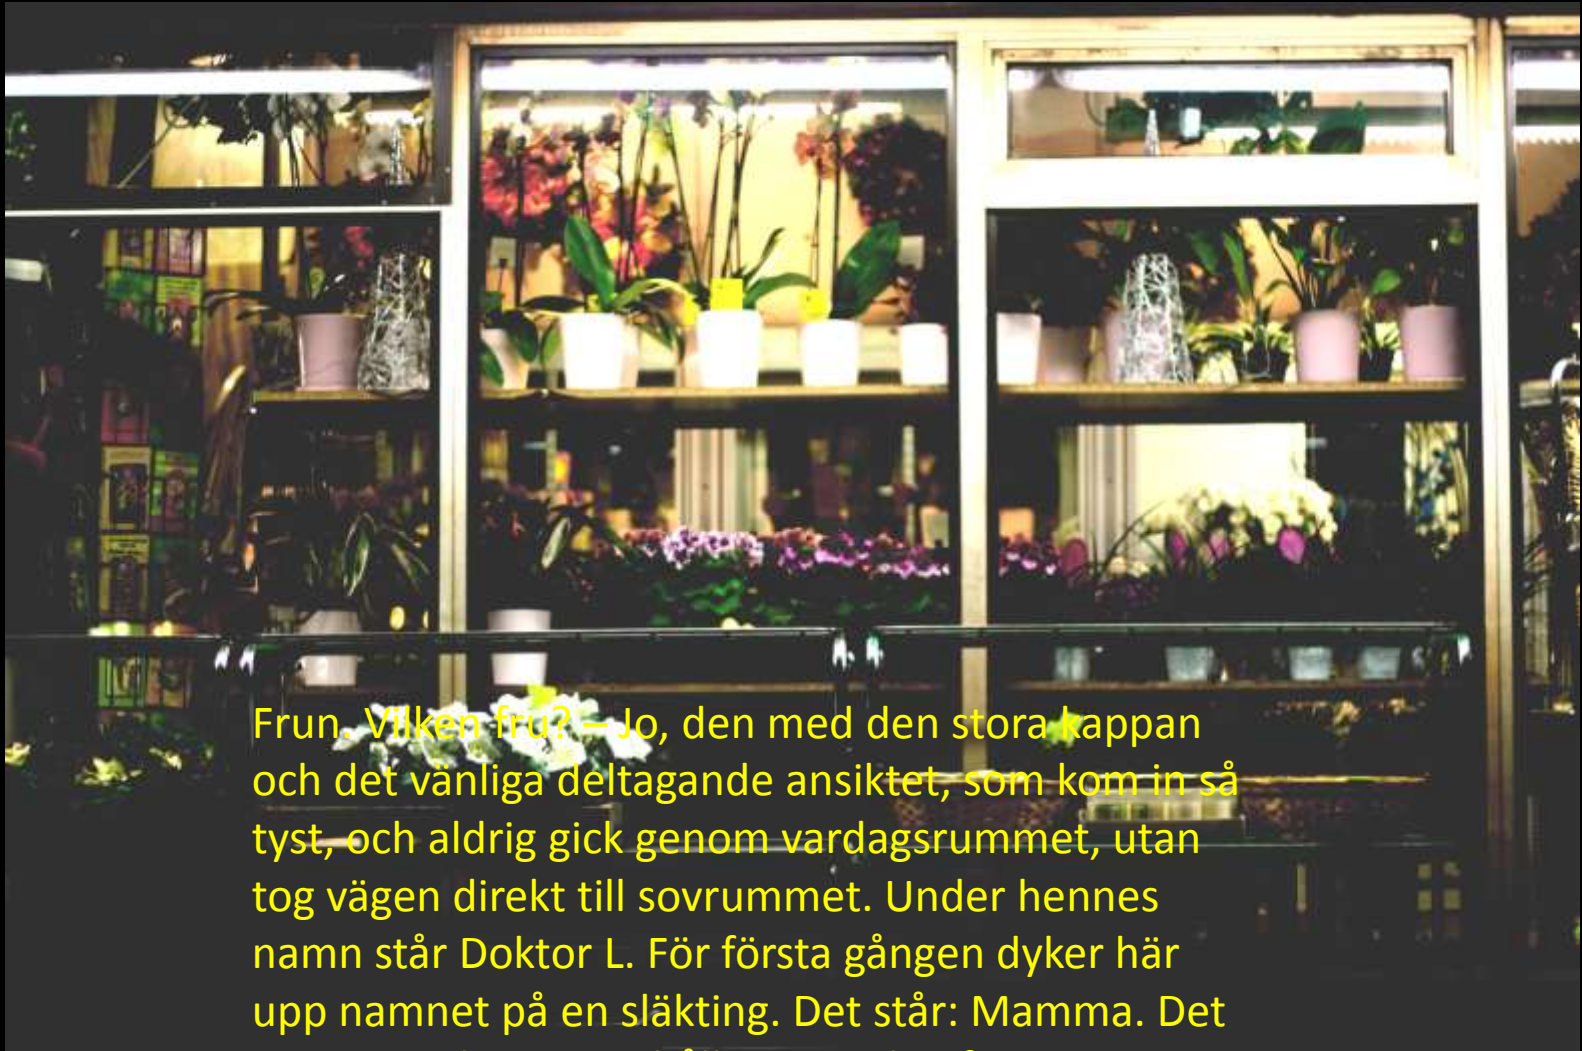 Frun. Vilken fru? – Jo, den med den stora kappan
och det vänliga deltagande ansiktet, som kom in så
tyst, och aldrig gick genom vardagsrummet, utan
tog vägen direkt till sovrummet. Under hennes
namn står Doktor L. För första gången dyker här
upp namnet på en släkting. Det står: Mamma. Det